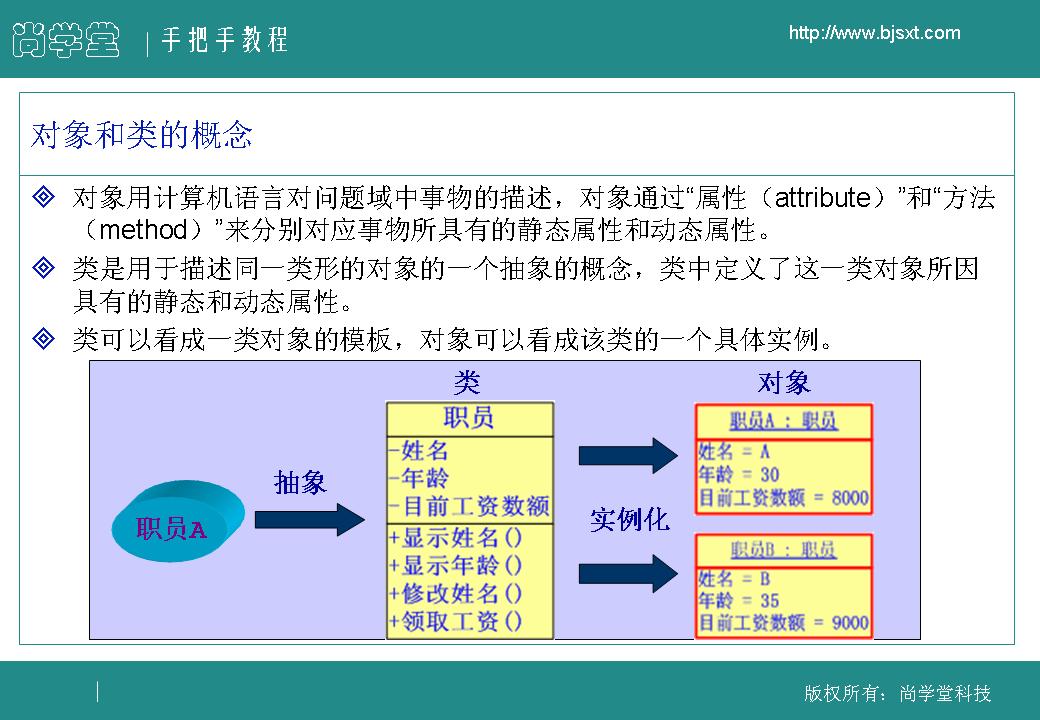 尚学堂
手把手教程
http://www.bjsxt.com
对象和类的概念
对象用计算机语言对问题域中事物的描述，对象通过“属性（attribute）”和“方法
（method）”来分别对应事物所具有的静态属性和动态属性。
类是用于描述同一类形的对象的一个抽象的概念，类中定义了这一类对象所因
具有的静态和动态属性。
类可以看成一类对象的模板，对象可以看成该类的一个具体实例。
类
对象
职员A
抽象
职员
-姓名
-年龄
-目前工资数额
+显示姓名()
+显示年龄()
+修改姓名()
+领取工资()
实例化
职员A : 职员
姓名 = A
年龄 = 30
目前工资数额 = 8000
职员B : 职员
姓名 = B
年龄 = 35
目前工资数额 = 9000
版权所有：尚学堂科技